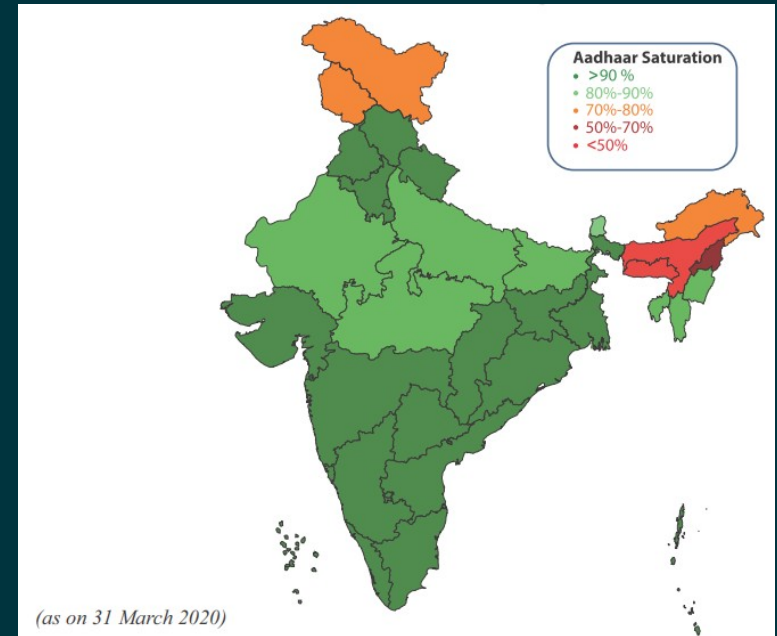 Aadhaar Saturation
• >90 %
• 80%-90%
• 70%-80%
• 50%-70%
• <50%
(as on 31 March 2020)